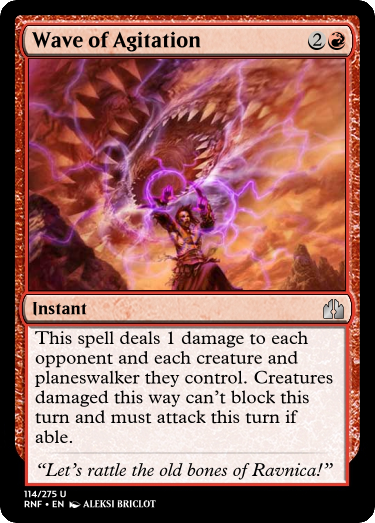 Wave of Agitation 2
Instant
This spell deals 1 damage to each
opponent and each creature and
planeswalker they control. Creatures
damaged this way can't block this
turn and must attack this turn if
able.
“Let's rattle the old bones of Ravnica!”
114/275 U
RNF • EN ALEKSI BRICLOT